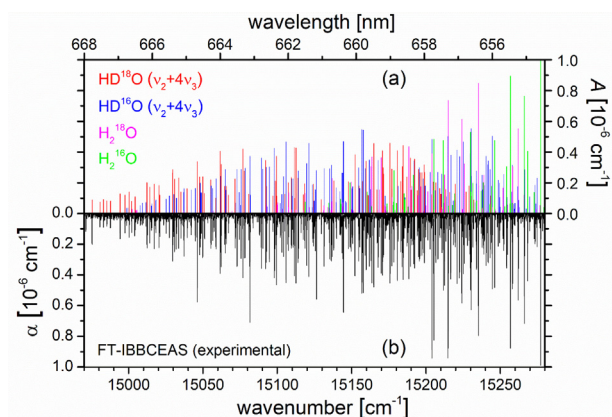 wavelength [nm]
668 666 664 662 660 658 656 654
HD¹⁸O (ν₂+4ν₃) (a)
HD¹⁶O (ν₂+4ν₃)
H₂¹⁸O
H₂¹⁶O
1.0
0.8
0.6
0.4
0.2
0.0
A [10⁻⁶ cm⁻¹]
0.0
0.2
0.4
0.6
0.8
1.0
α [10⁻⁶ cm⁻¹]
FT-IBBCEAS (experimental) (b)
15000 15050 15100 15150 15200 15250
wavenumber [cm⁻¹]